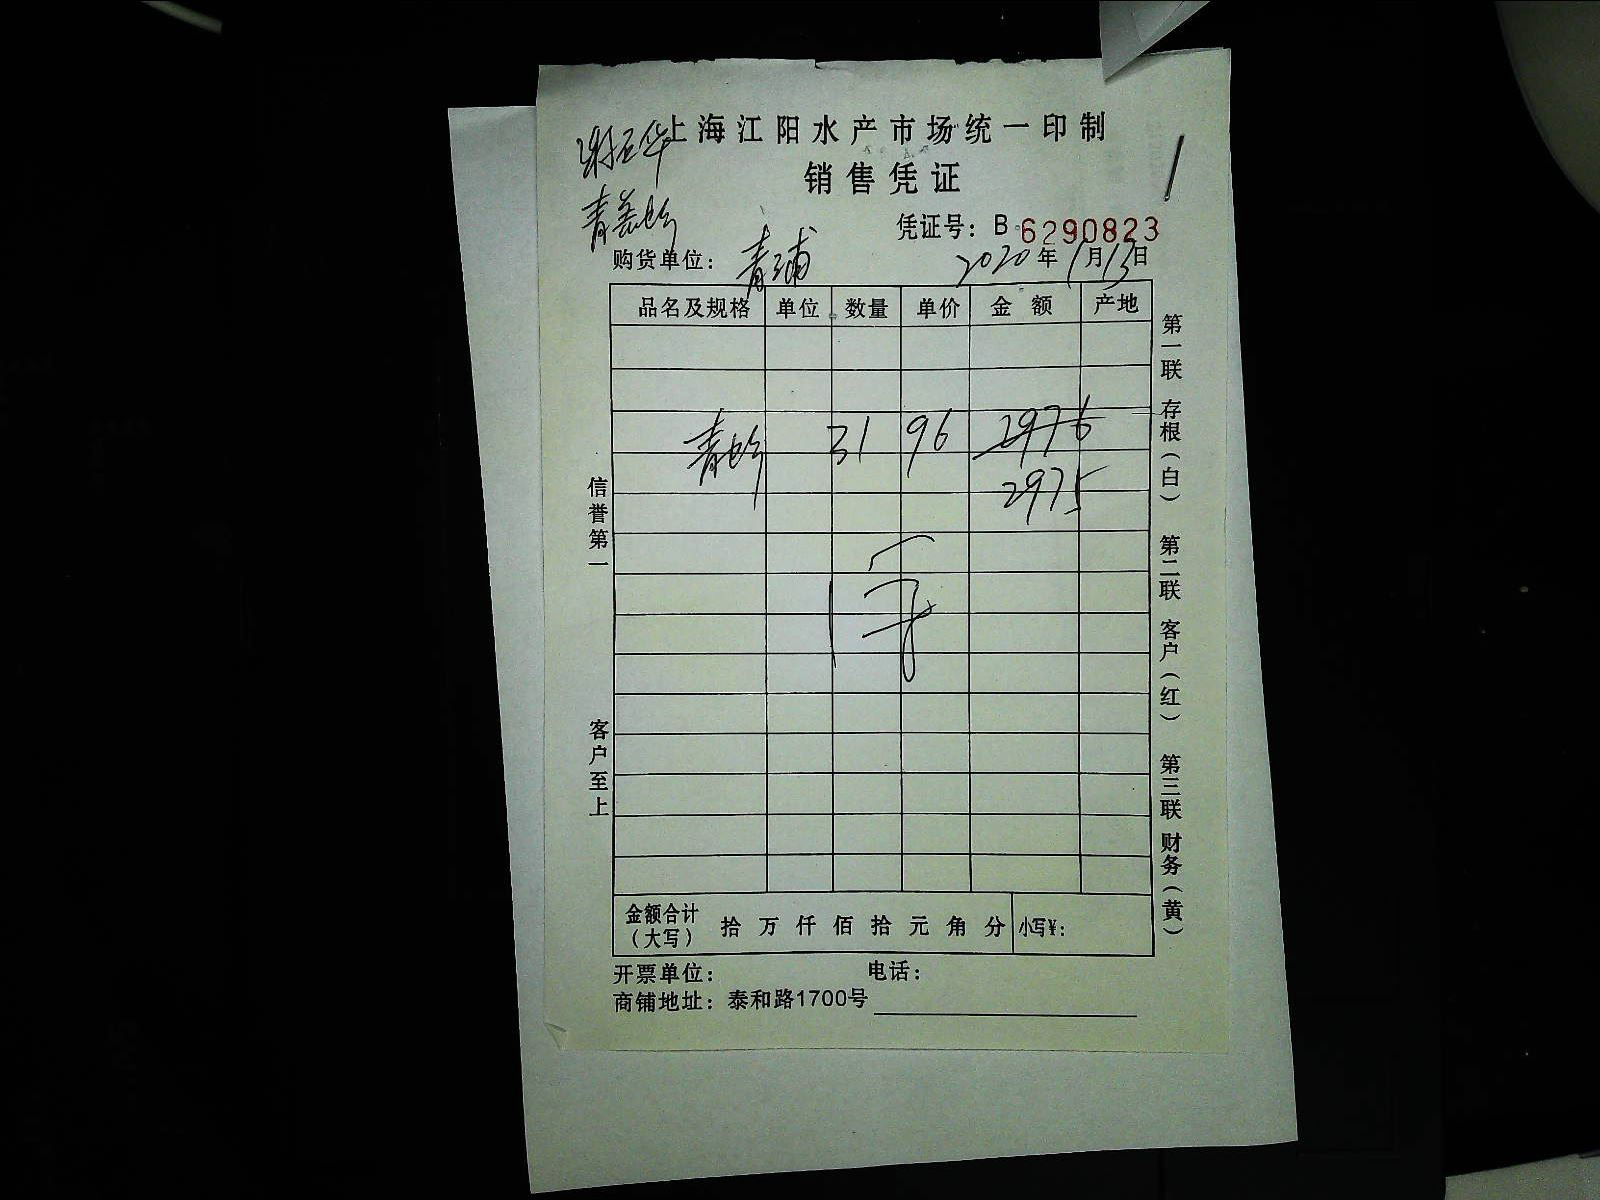 上海江阳水产市场统一印制
销售凭证
凭证号: B 6290823
购货单位: 青浦 2020年1月13日
品名及规格 单位 数量 单价 金额 产地
31 96 2976
2975
金额合计(大写) 拾 万 仟 佰 拾 元 角 分 小写¥:
开票单位: 电话:
商铺地址: 泰和路1700号
信誉第一
客户至上
第一联 存根(白) 第二联 客户(红) 第三联 财务(黄)